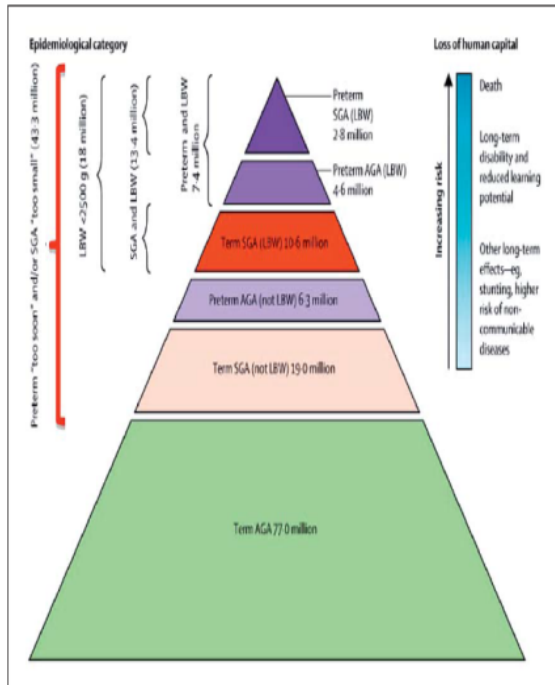 Epidemiological category
Loss of human capital
Preterm "too soon" and/or SGA "too small" (43·3 million)
LBW <2500 g (18 million)
SGA and LBW (13·4 million)
Preterm and LBW
7·4 million
Preterm
SGA (LBW)
2·8 million
Preterm AGA (LBW)
4·6 million
Term SGA (LBW) 10·6 million
Preterm AGA (not LBW) 6·3 million
Term SGA (not LBW) 19·0 million
Term AGA 77·0 million
Increasing risk
Death
Long-term
disability and
reduced learning
potential
Other long-term
effects—eg,
stunting, higher
risk of non-
communicable
diseases